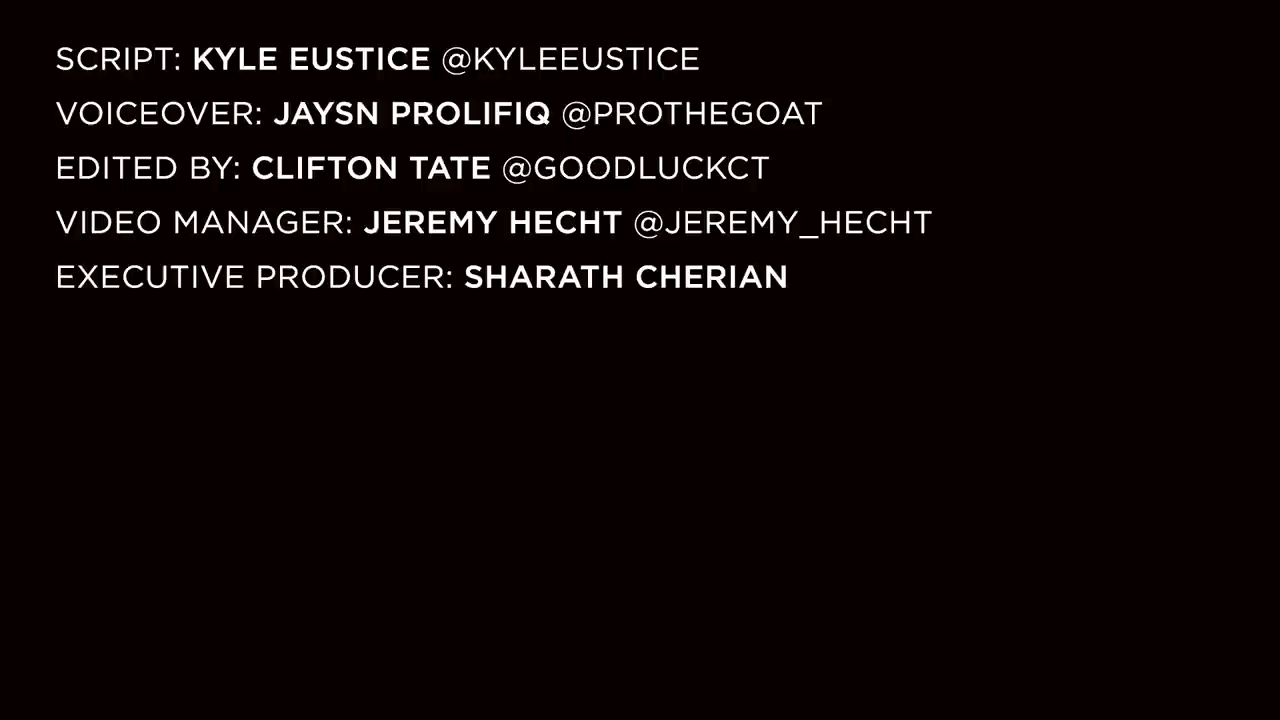 SCRIPT: KYLE EUSTICE @KYLEEUSTICE
VOICEOVER: JAYSN PROLIFIQ @PROTHEGOAT
EDITED BY: CLIFTON TATE @GOODLUCKCT
VIDEO MANAGER: JEREMY HECHT @JEREMY_HECHT
EXECUTIVE PRODUCER: SHARATH CHERIAN